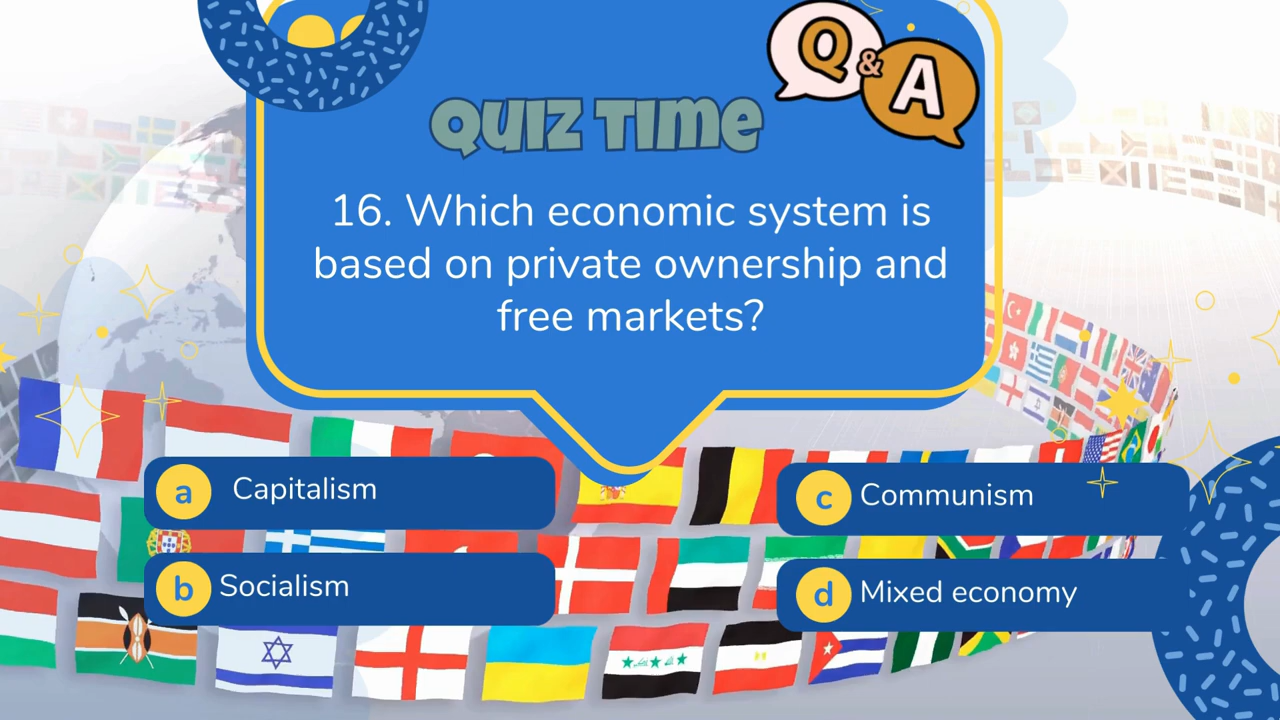 Q & A
QUIZ TIME
16. Which economic system is
based on private ownership and
free markets?
a Capitalism
b Socialism
c Communism
d Mixed economy